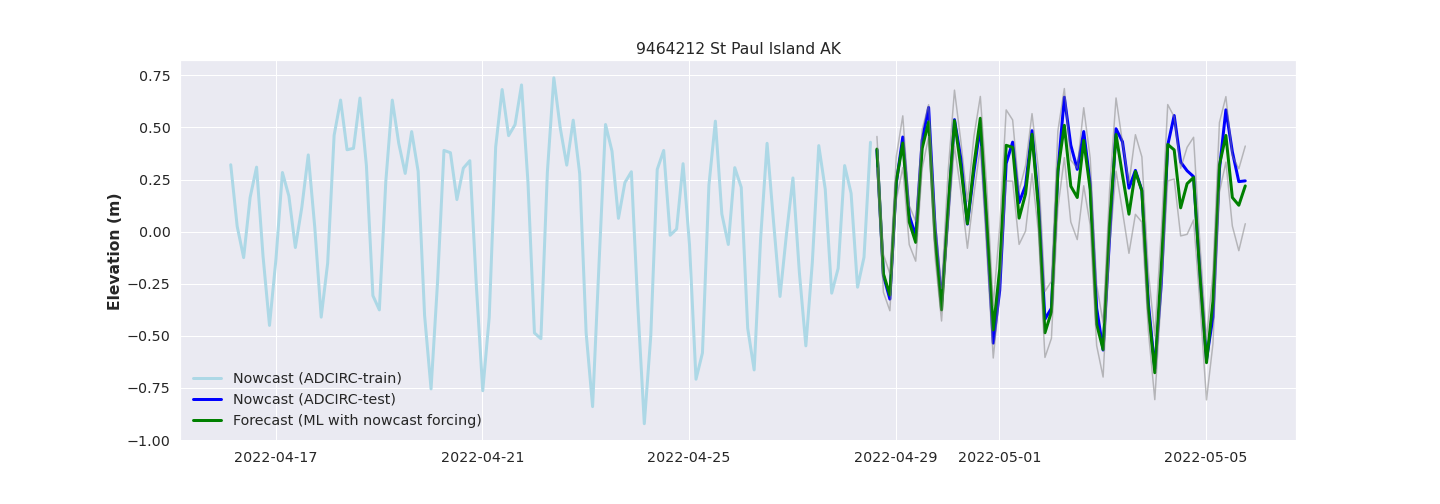 9464212 St Paul Island AK
Elevation (m)
0.75
0.50
0.25
0.00
−0.25
−0.50
−0.75
−1.00
Nowcast (ADCIRC-train)
Nowcast (ADCIRC-test)
Forecast (ML with nowcast forcing)
2022-04-17 2022-04-21 2022-04-25 2022-04-29 2022-05-01 2022-05-05